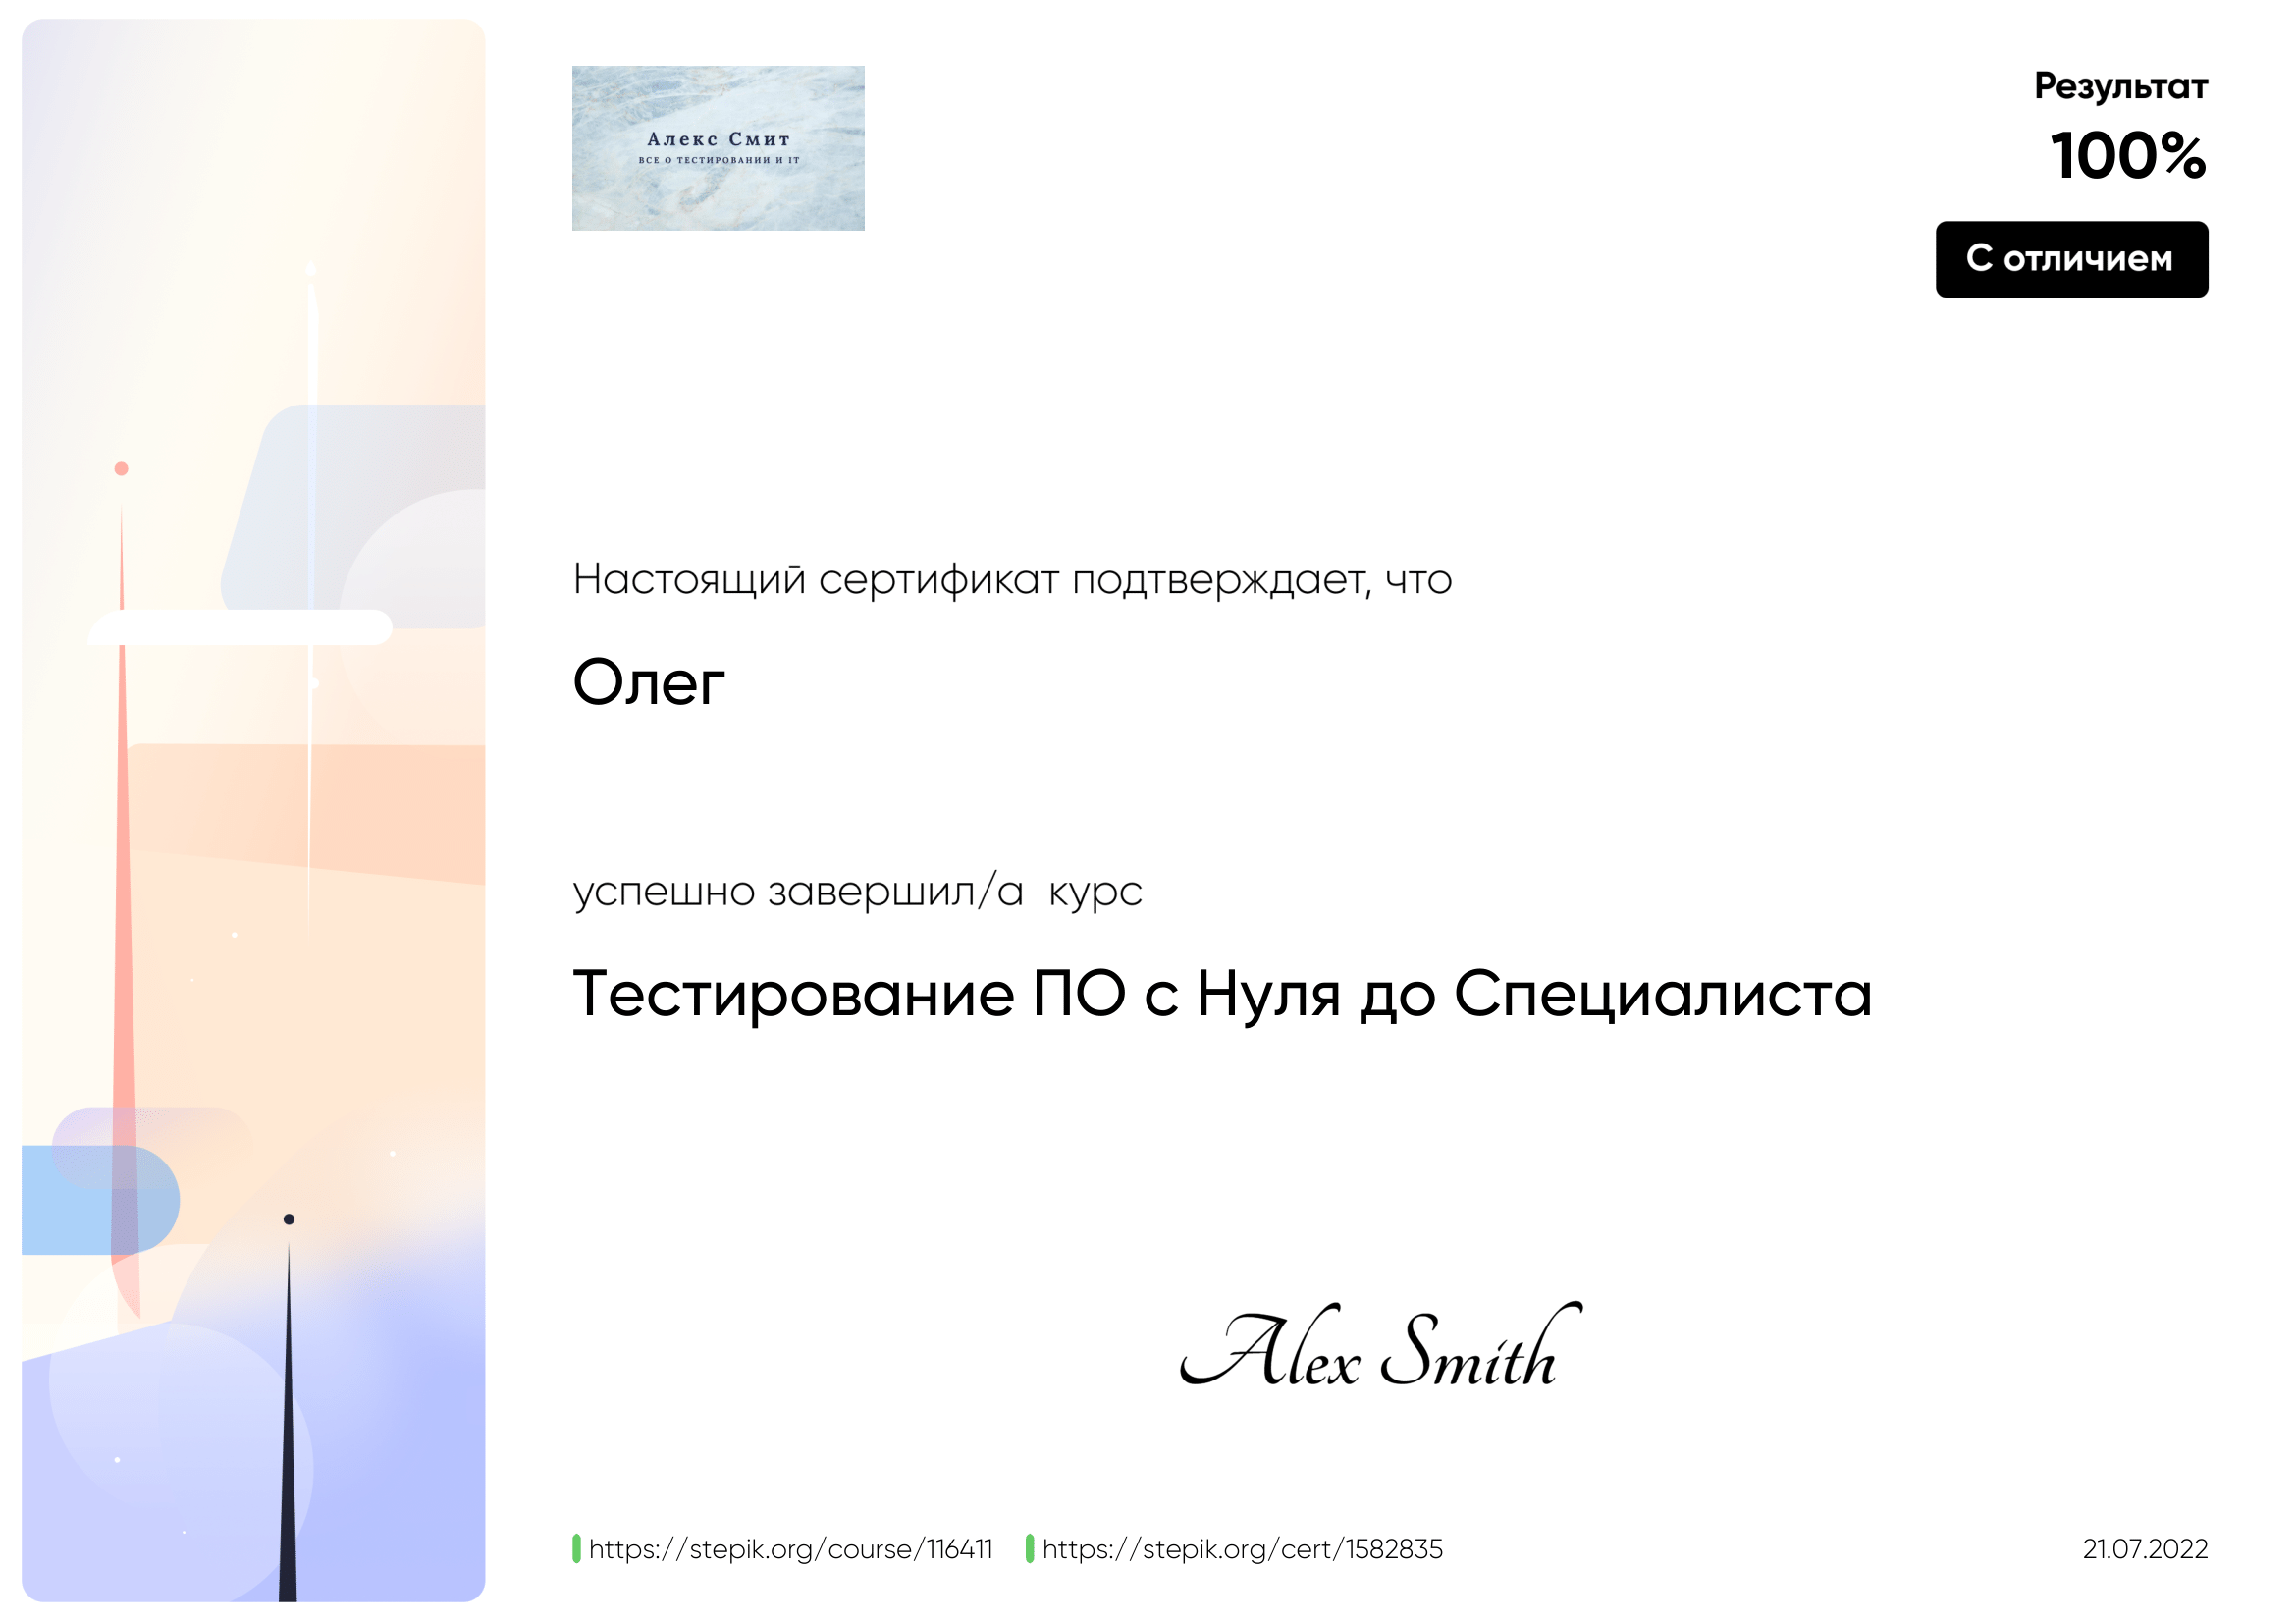 Алекс Смит
ВСЕ О ТЕСТИРОВАНИИ И IT
Результат
100%
С отличием
Настоящий сертификат подтверждает, что
Олег
успешно завершил/а курс
Тестирование ПО с Нуля до Специалиста
Alex Smith
https://stepik.org/course/116411 https://stepik.org/cert/1582835 21.07.2022